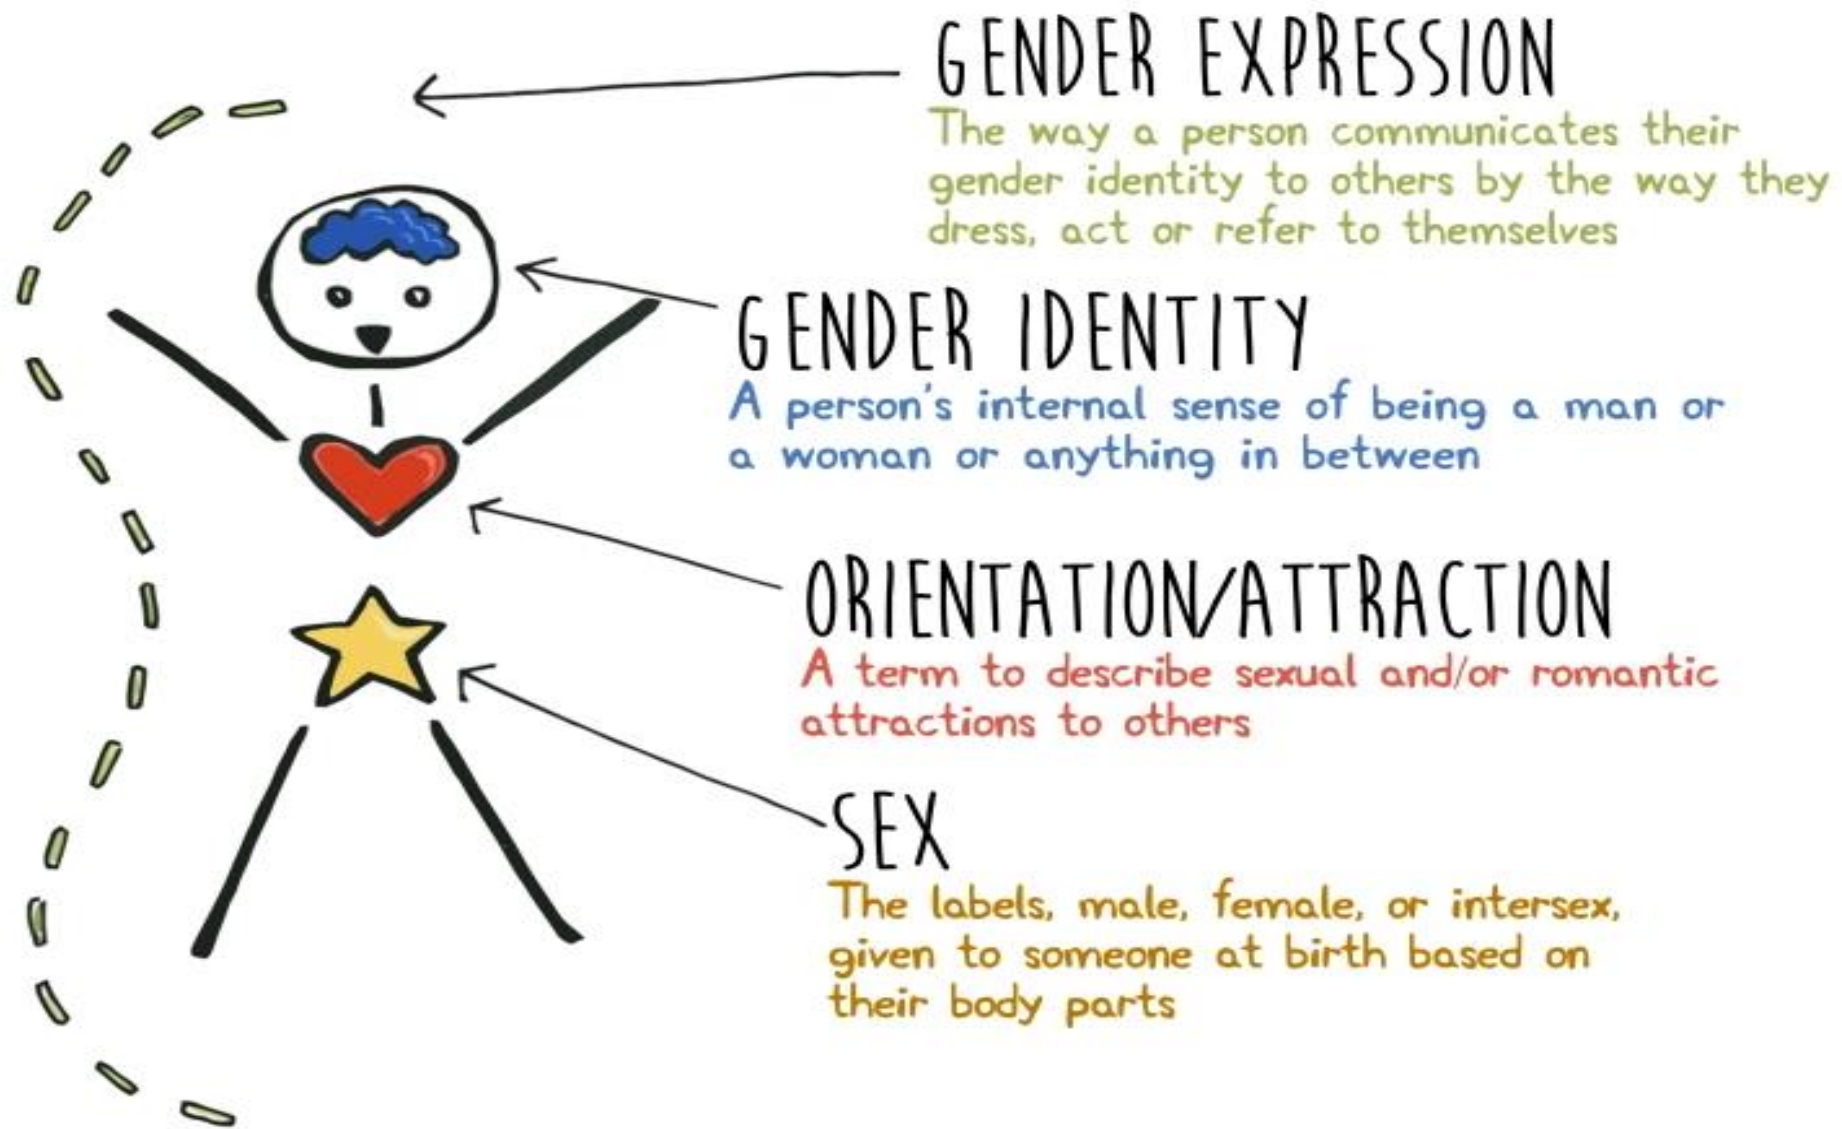 GENDER EXPRESSION
The way a person communicates their
gender identity to others by the way they
dress, act or refer to themselves
GENDER IDENTITY
A person's internal sense of being a man or
a woman or anything in between
ORIENTATION/ATTRACTION
A term to describe sexual and/or romantic
attractions to others
SEX
The labels, male, female, or intersex,
given to someone at birth based on
their body parts